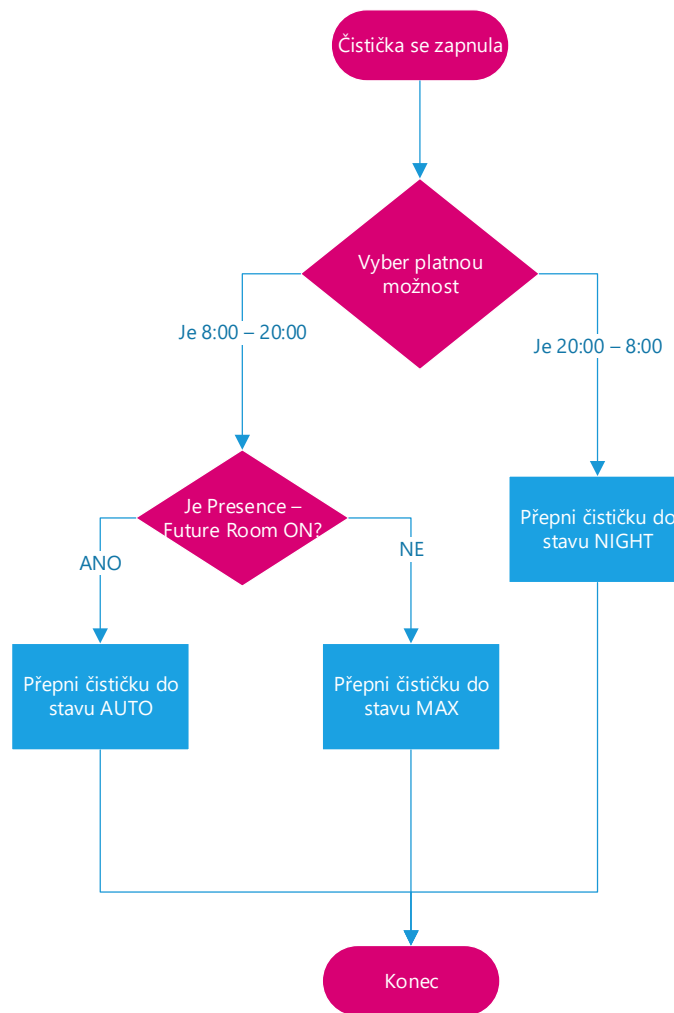 Čistička se zapnula
Vyber platnou
možnost
Je 8:00 – 20:00
Je 20:00 – 8:00
Je Presence –
Future Room ON?
Přepni čističku do
stavu NIGHT
ANO
NE
Přepni čističku do
stavu AUTO
Přepni čističku do
stavu MAX
Konec